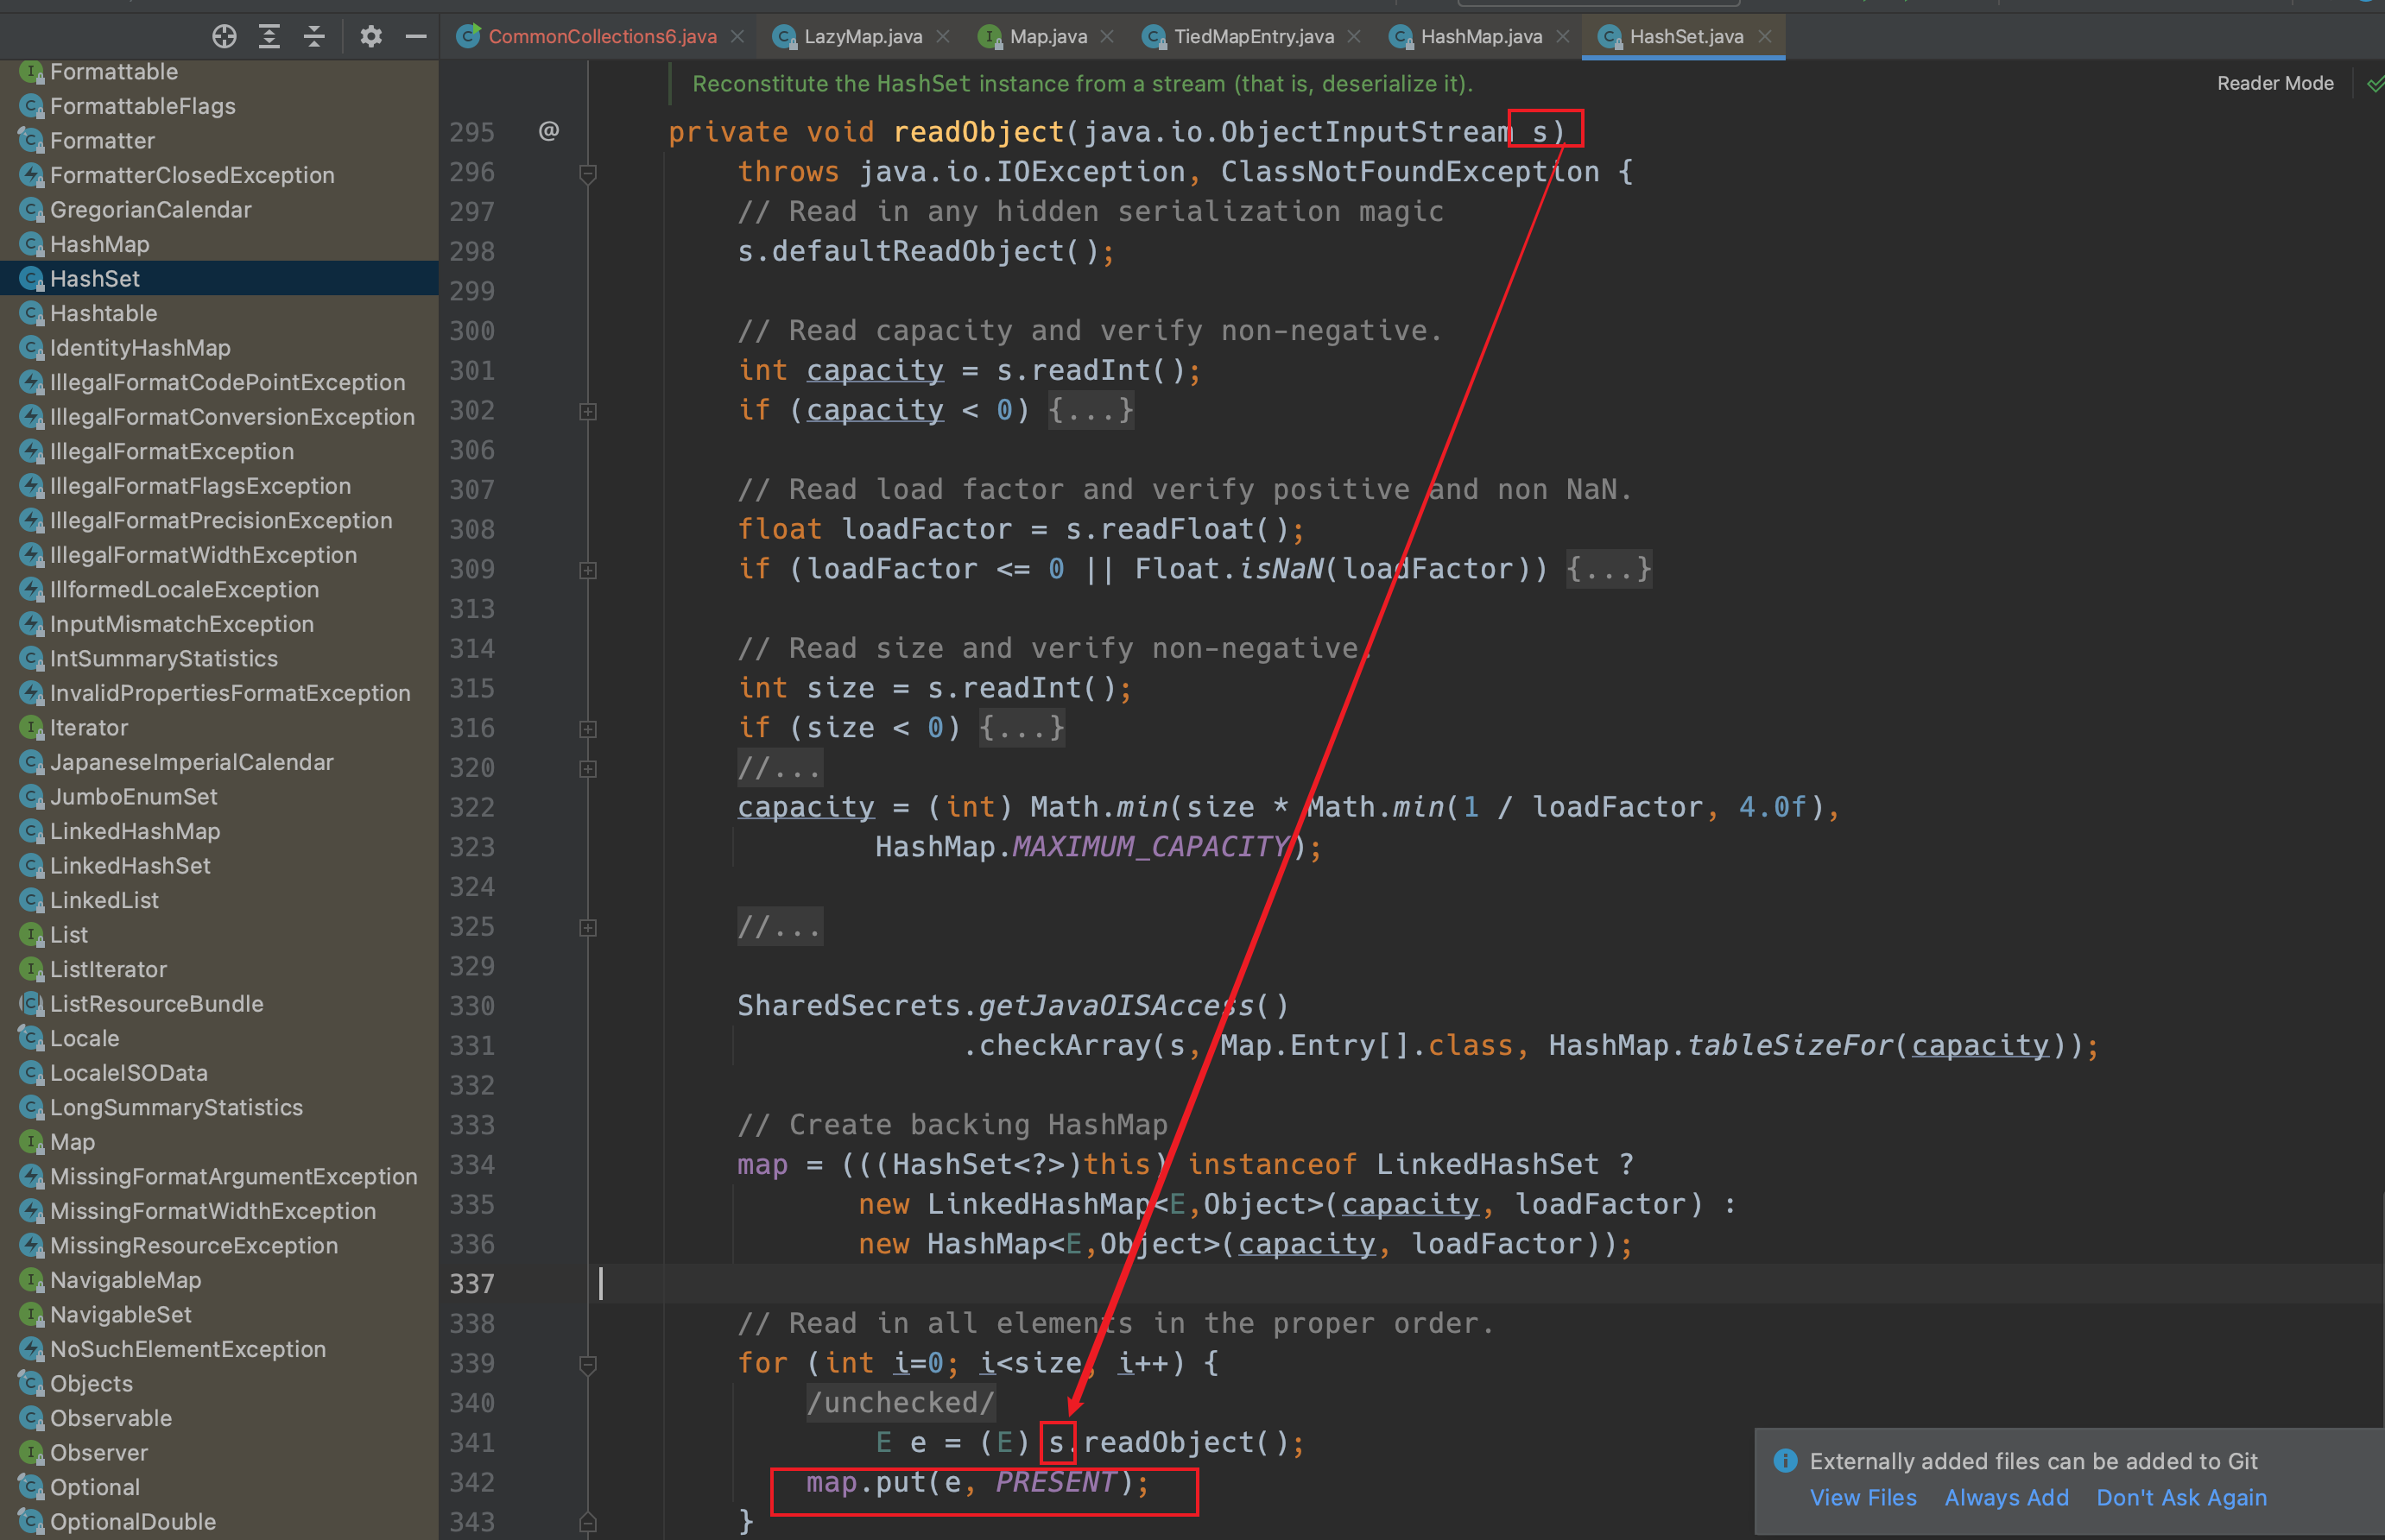 CommonCollections6.java
LazyMap.java
Map.java
TiedMapEntry.java
HashMap.java
HashSet.java
Formattable
FormattableFlags
Formatter
FormatterClosedException
GregorianCalendar
HashMap
HashSet
Hashtable
IdentityHashMap
IllegalFormatCodePointException
IllegalFormatConversionException
IllegalFormatException
IllegalFormatFlagsException
IllegalFormatPrecisionException
IllegalFormatWidthException
IllformedLocaleException
InputMismatchException
IntSummaryStatistics
InvalidPropertiesFormatException
Iterator
JapaneseImperialCalendar
JumboEnumSet
LinkedHashMap
LinkedHashSet
LinkedList
List
ListIterator
ListResourceBundle
Locale
LocaleISOData
LongSummaryStatistics
Map
MissingFormatArgumentException
MissingFormatWidthException
MissingResourceException
NavigableMap
NavigableSet
NoSuchElementException
Objects
Observable
Observer
Optional
OptionalDouble
Reconstitute the HashSet instance from a stream (that is, deserialize it).
Reader Mode
295 @ private void readObject(java.io.ObjectInputStream s)
296 throws java.io.IOException, ClassNotFoundException {
297 // Read in any hidden serialization magic
298 s.defaultReadObject();
299
300 // Read capacity and verify non-negative.
301 int capacity = s.readInt();
302 if (capacity < 0) {...}
306
307 // Read load factor and verify positive and non NaN.
308 float loadFactor = s.readFloat();
309 if (loadFactor <= 0 || Float.isNaN(loadFactor)) {...}
313
314 // Read size and verify non-negative.
315 int size = s.readInt();
316 if (size < 0) {...}
320 //...
322 capacity = (int) Math.min(size * Math.min(1 / loadFactor, 4.0f),
323 HashMap.MAXIMUM_CAPACITY);
324
325 //...
329
330 SharedSecrets.getJavaOISAccess()
331 .checkArray(s, Map.Entry[].class, HashMap.tableSizeFor(capacity));
332
333 // Create backing HashMap
334 map = (((HashSet<?>)this) instanceof LinkedHashSet ?
335 new LinkedHashMap<E,Object>(capacity, loadFactor) :
336 new HashMap<E,Object>(capacity, loadFactor));
337
338 // Read in all elements in the proper order.
339 for (int i=0; i<size; i++) {
340 /unchecked/
341 E e = (E) s.readObject();
342 map.put(e, PRESENT);
343 }
Externally added files can be added to Git
View Files Always Add Don't Ask Again